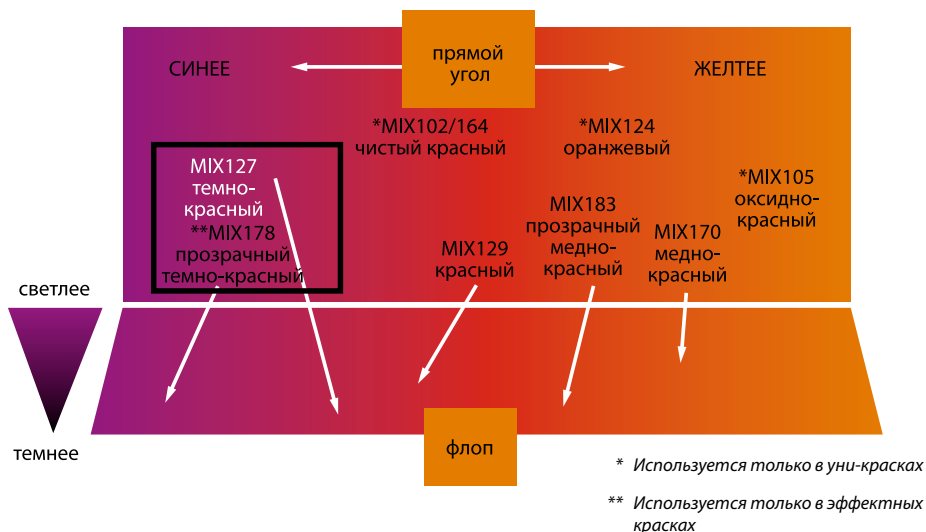 прямой
угол
СИНЕЕ
ЖЕЛТЕЕ
*MIX102/164
чистый красный
*MIX124
оранжевый
MIX127
темно-
красный
**MIX178
прозрачный
темно-красный
MIX129
красный
MIX183
прозрачный
медно-
красный
MIX170
медно-
красный
*MIX105
оксидно-
красный
светлее
темнее
флоп
* Используется только в уни-красках
** Используется только в эффектных
красках